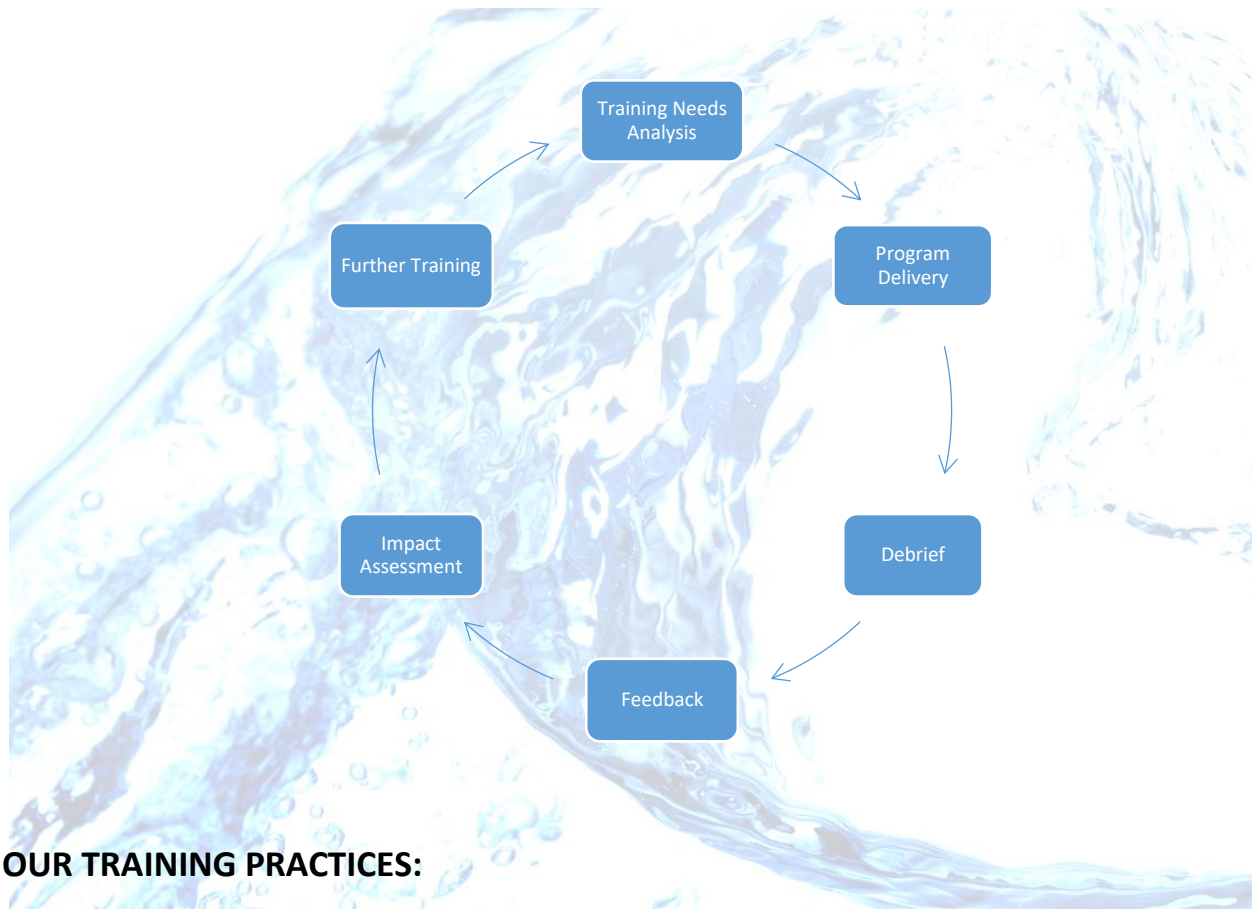 Training Needs
Analysis
Program
Delivery
Debrief
Feedback
Impact
Assessment
Further Training
OUR TRAINING PRACTICES: